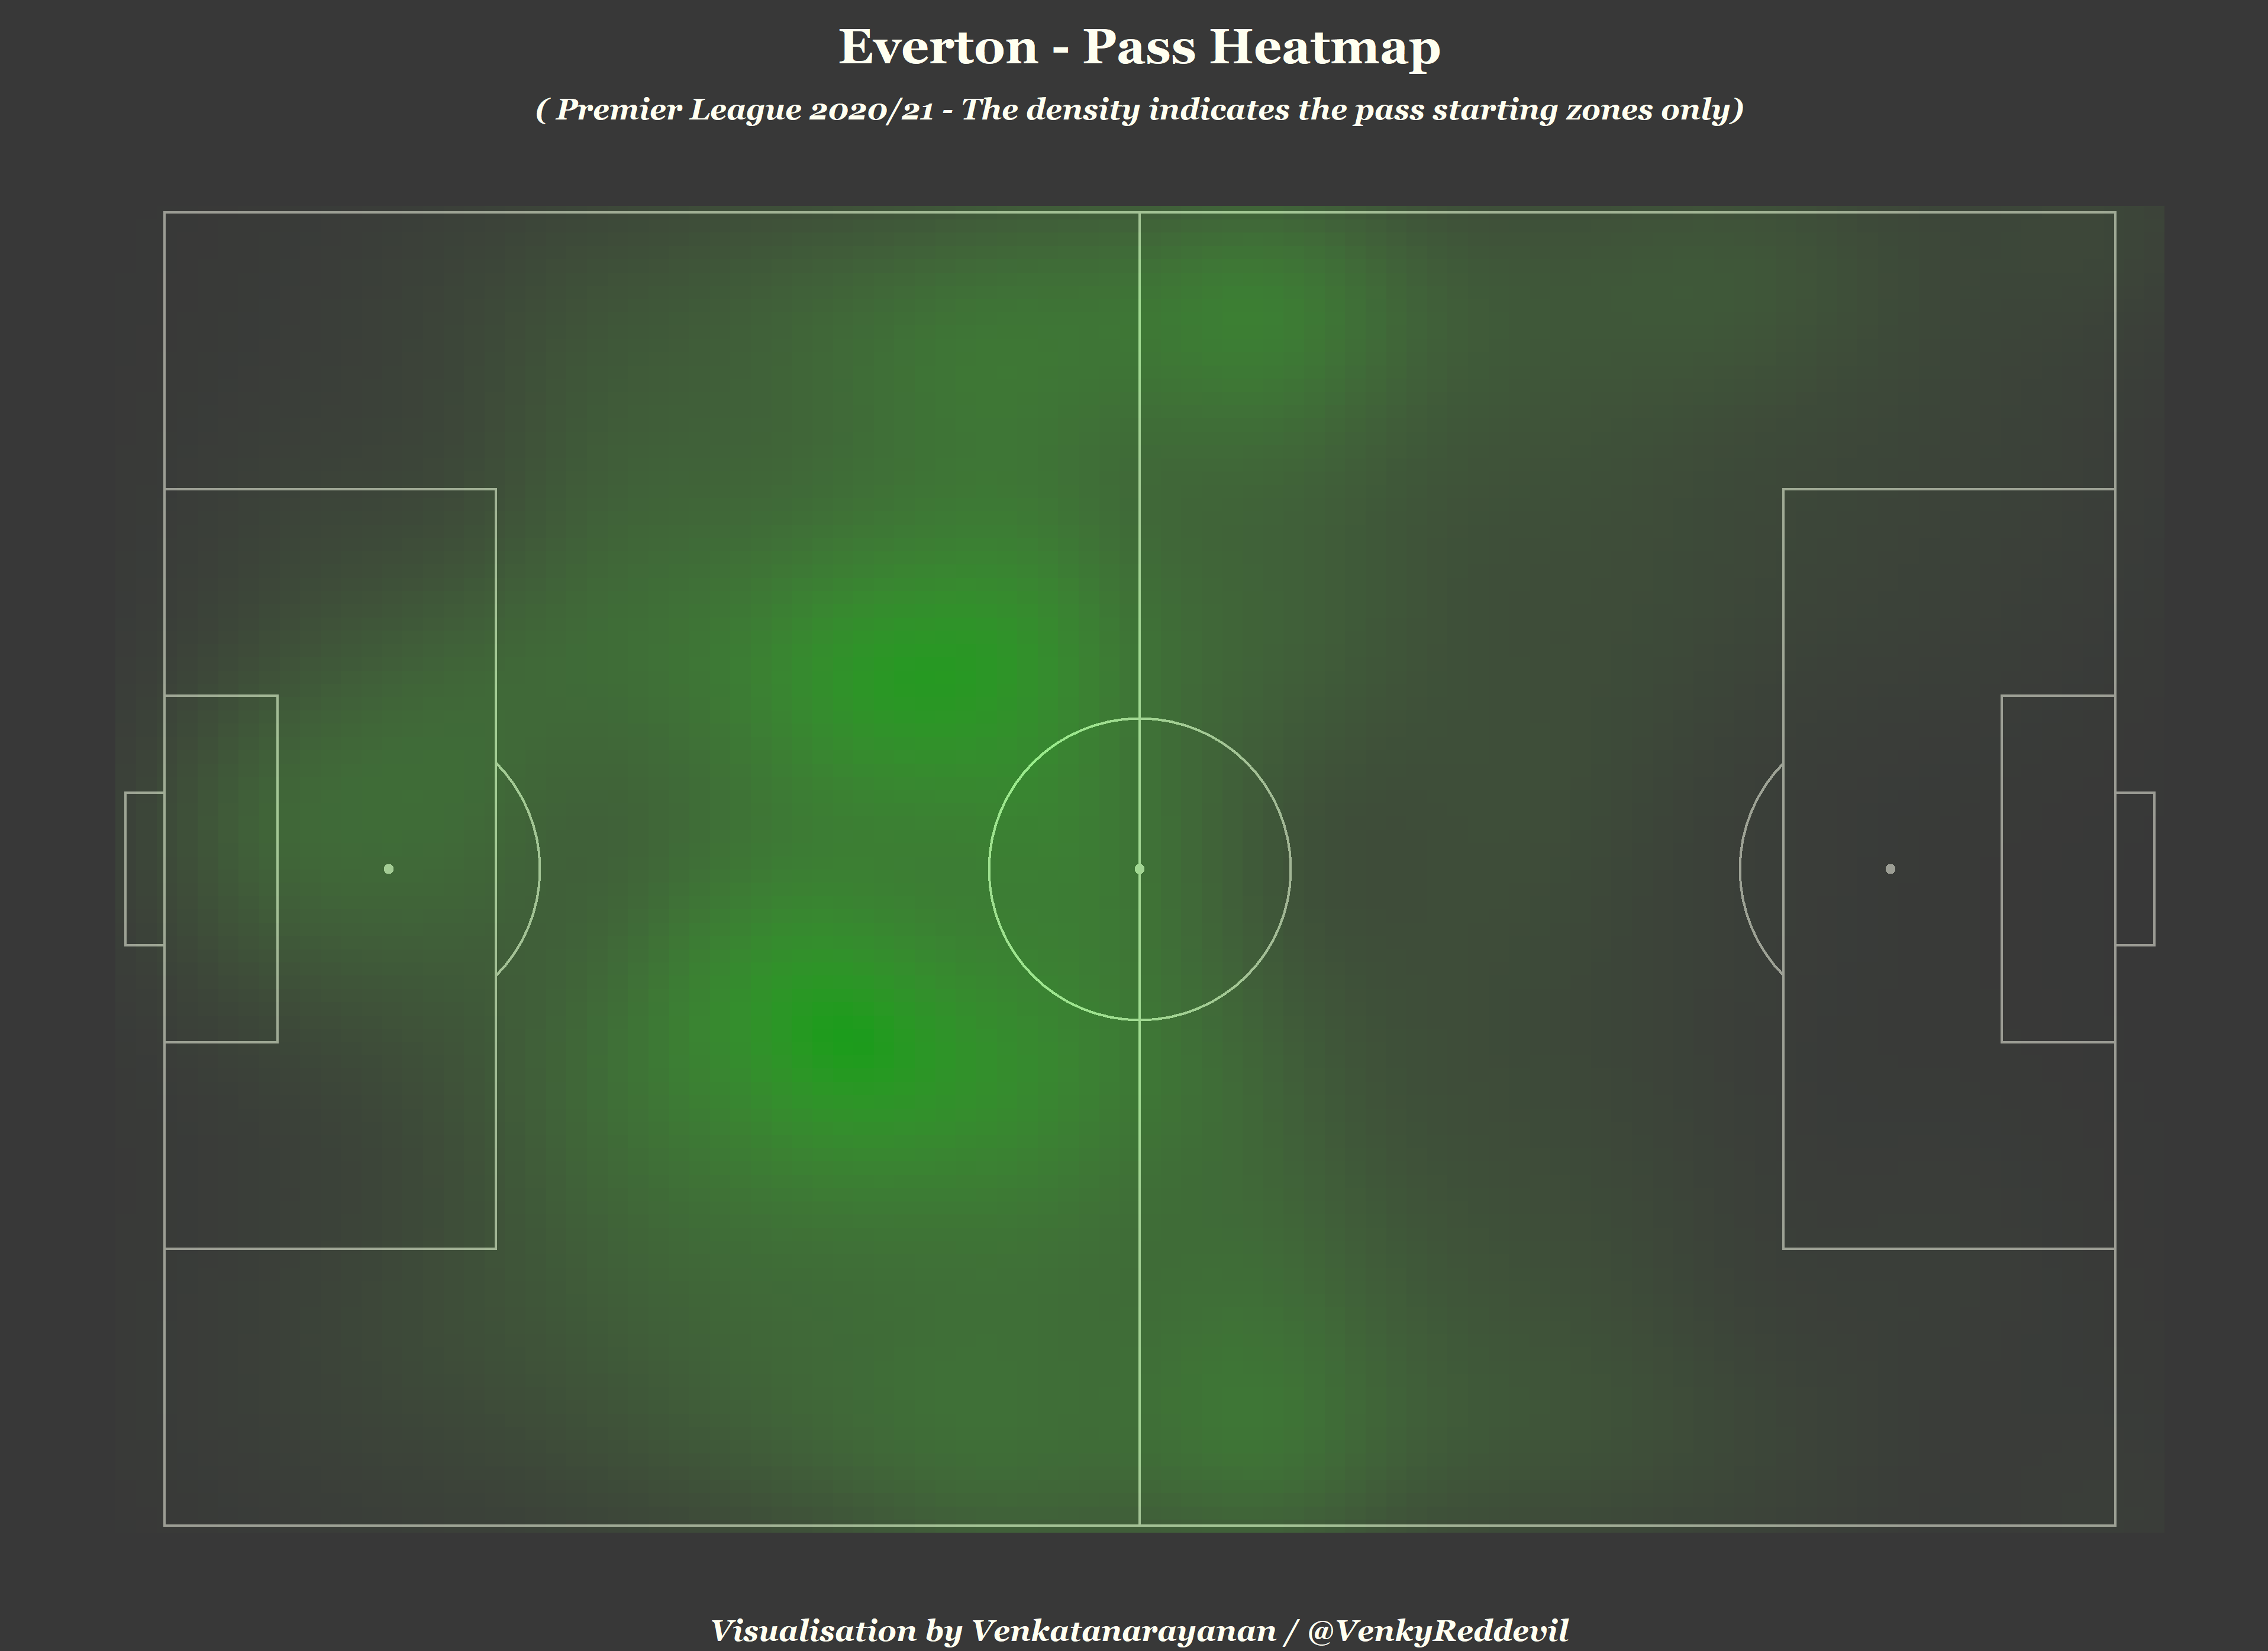 Everton - Pass Heatmap
( Premier League 2020/21 - The density indicates the pass starting zones only)
Visualisation by Venkatanarayanan / @VenkyReddevil